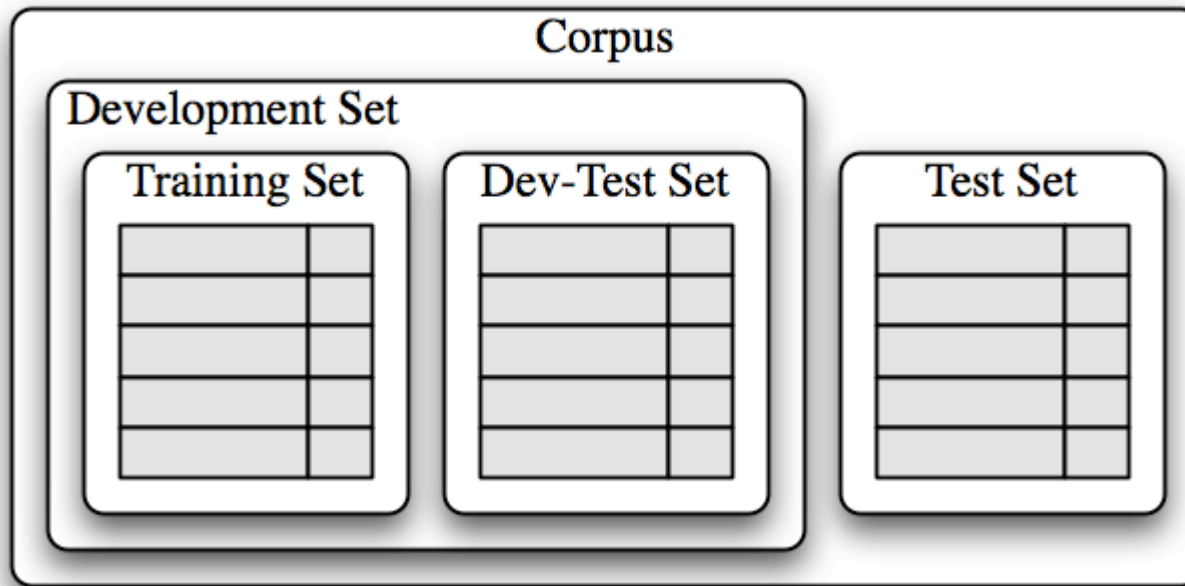 Corpus
Development Set
Training Set
Dev-Test Set
Test Set